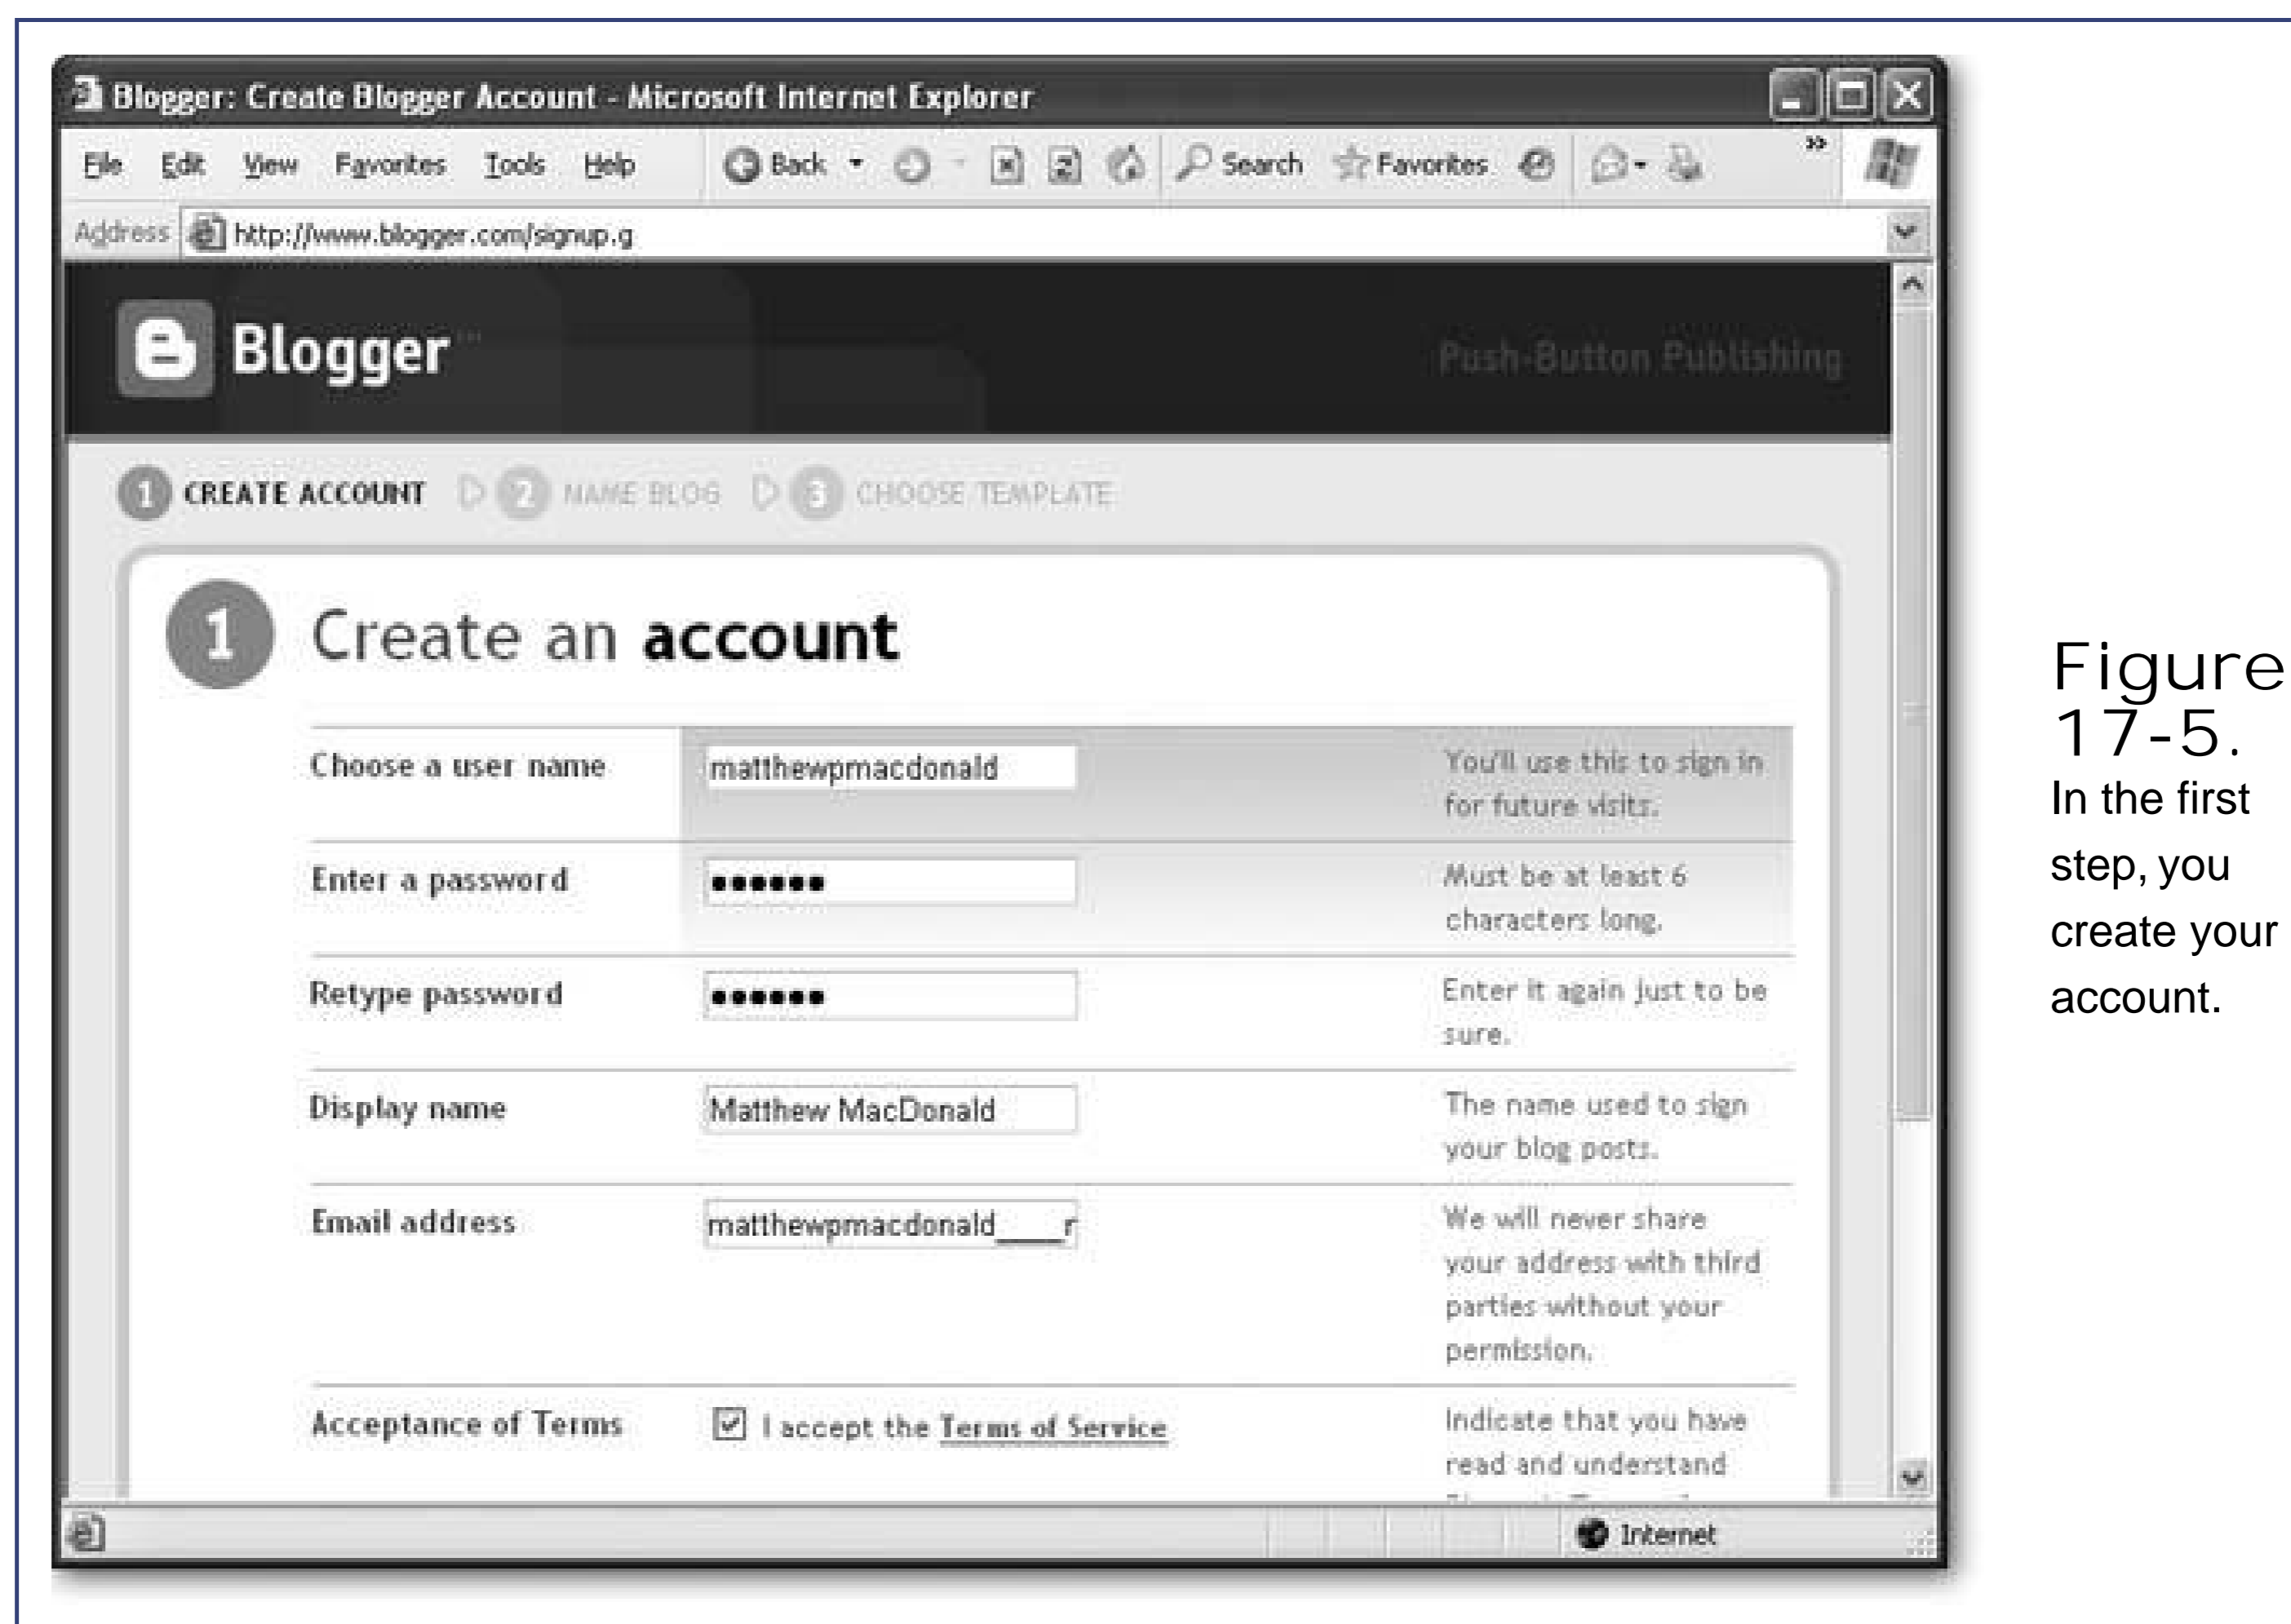 Blogger: Create Blogger Account - Microsoft Internet Explorer
File Edit View Favorites Tools Help Back Search Favorites »
Address http://www.blogger.com/signup.g
Blogger
Push-Button Publishing
1 CREATE ACCOUNT 2 NAME BLOG 3 CHOOSE TEMPLATE
1 Create an account
Choose a user name matthewpmacdonald You'll use this to sign in
for future visits.
Enter a password •••••• Must be at least 6
characters long.
Retype password •••••• Enter it again just to be
sure.
Display name Matthew MacDonald The name used to sign
your blog posts.
Email address matthewpmacdonald____r We will never share
your address with third
parties without your
permission.
Acceptance of Terms I accept the Terms of Service Indicate that you have
read and understand
Internet
Figure
17-5.
In the first
step, you
create your
account.